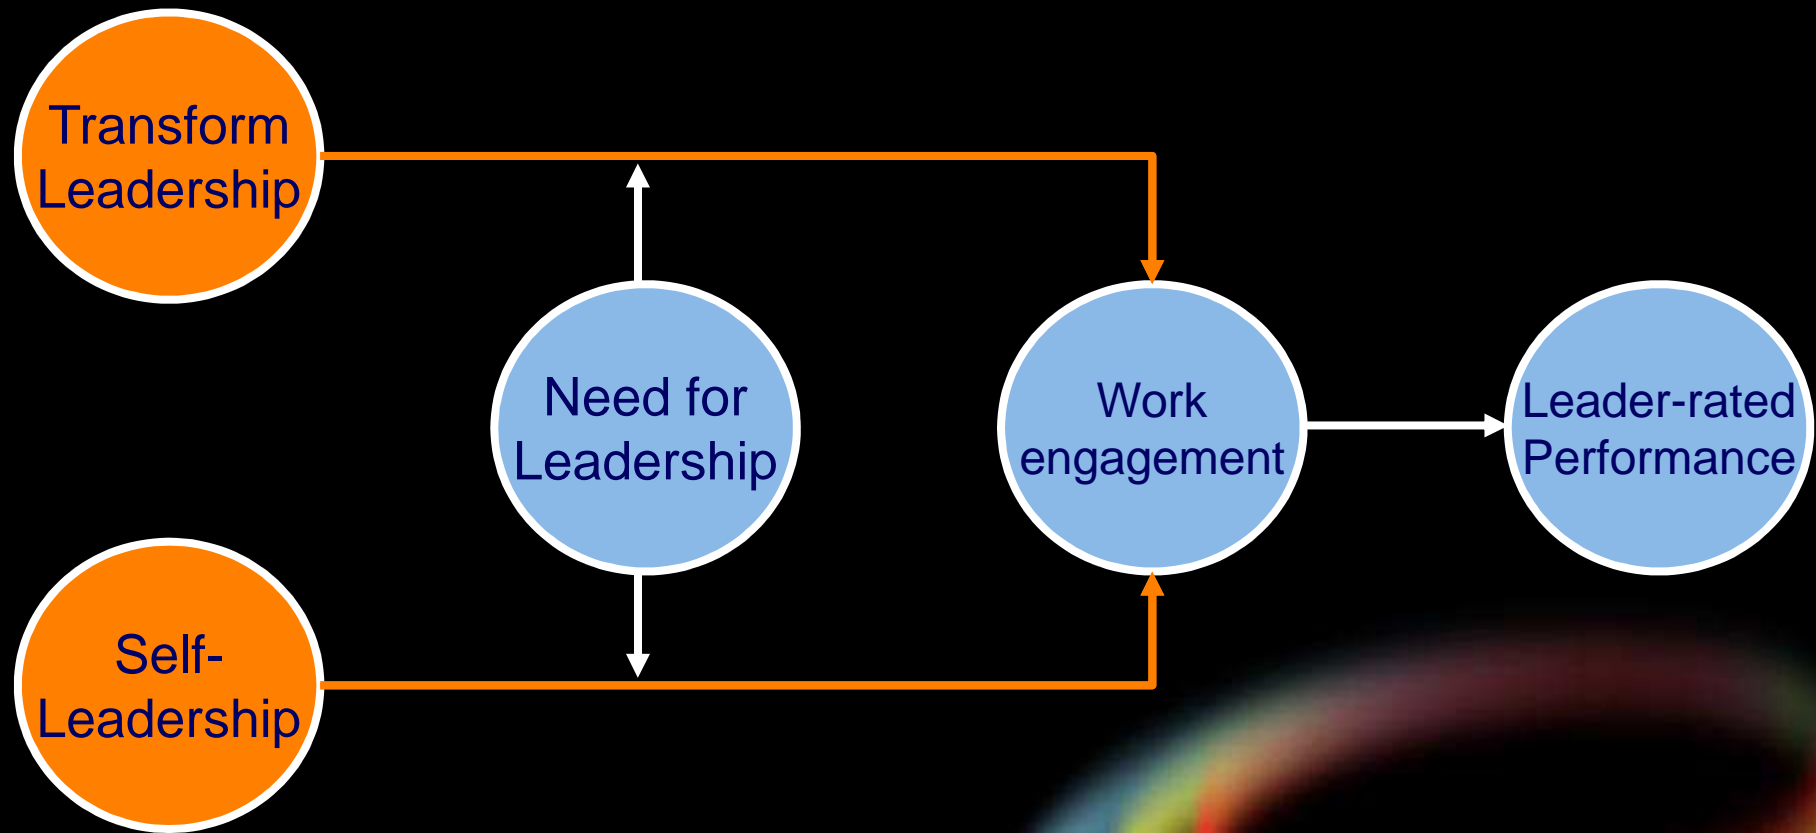 Transform
Leadership
Need for
Leadership
Work
engagement
Leader-rated
Performance
Self-
Leadership